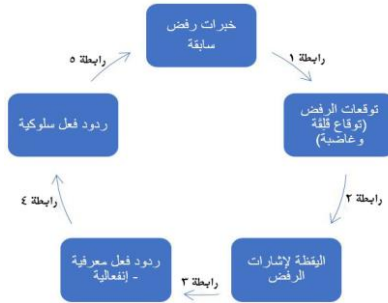 خبرات رفض
سابقة
رابطة ١
توقعات الرفض
(توقاع قلقة
وغاضبة)
رابطة ٢
اليقظة لإشارات
الرفض
رابطة ٣
ردود فعل معرفية
- إنفعالية
رابطة ٤
ردود فعل سلوكية
رابطة ٥